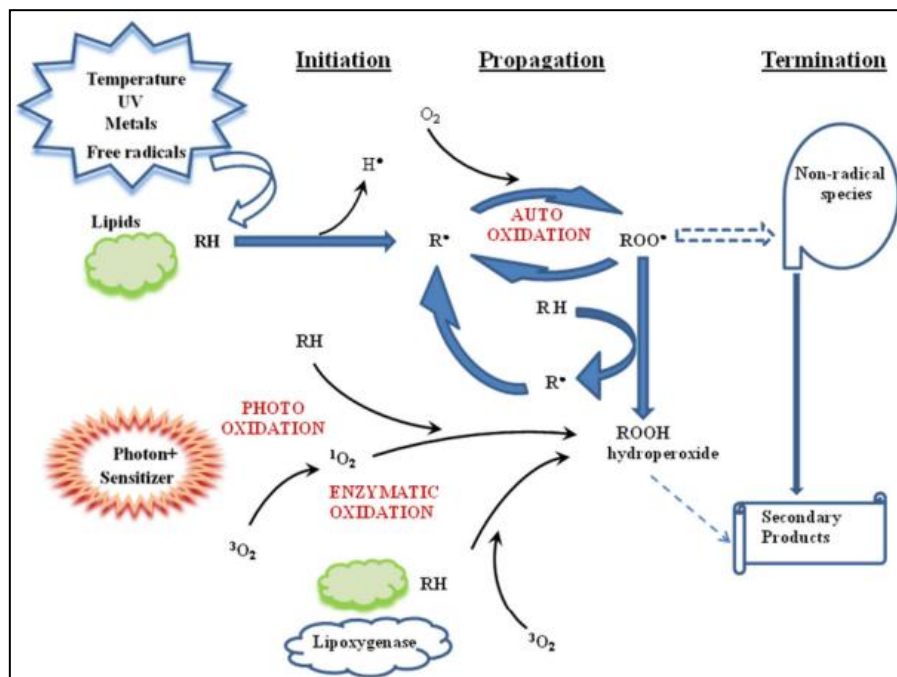 Initiation
Propagation
Termination
Temperature
UV
Metals
Free radicals
Lipids
RH
H•
O₂
R•
AUTO
OXIDATION
ROO•
Non-radical
species
RH
R•
RH
PHOTO
OXIDATION
Photon+
Sensitizer
¹O₂
³O₂
ENZYMATIC
OXIDATION
ROOH
hydroperoxide
RH
Lipoxygenase
³O₂
Secondary
Products